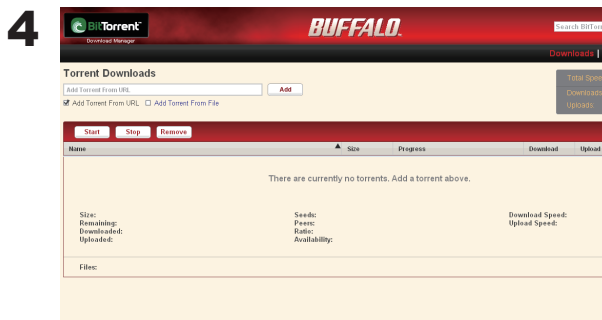 4
BitTorrent
Download Manager
BUFFALO
Search BitTorr
Downloads |
Torrent Downloads
Add Torrent From URL
Add
Add Torrent From URL Add Torrent From File
Total Spee
Downloads
Uploads
Start Stop Remove
Name Size Progress Download Upload
There are currently no torrents. Add a torrent above.
Size: Seeds: Download Speed:
Remaining: Peers: Upload Speed:
Downloaded: Ratio:
Uploaded: Availability:
Files: